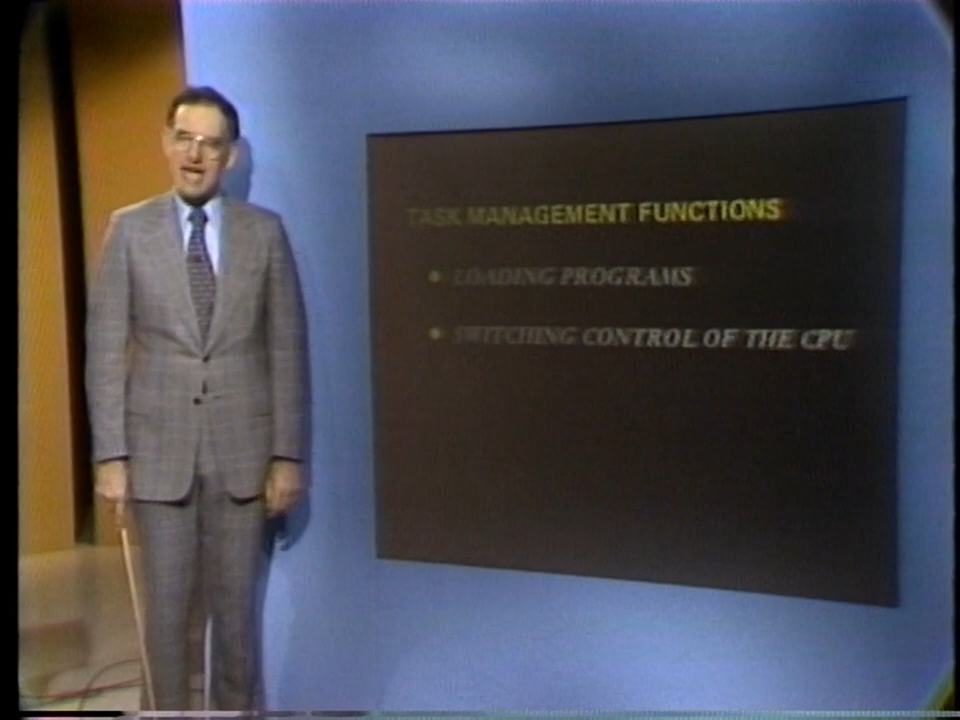 TASK MANAGEMENT FUNCTIONS
• LOADING PROGRAMS
• SWITCHING CONTROL OF THE CPU